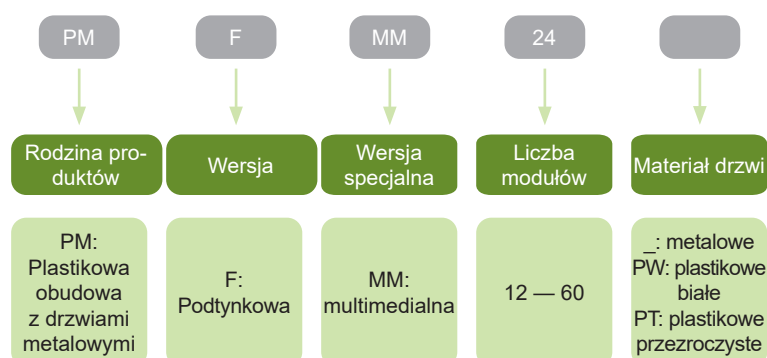 PM
F
MM
24
Rodzina pro-
duktów
Wersja
Wersja
specjalna
Liczba
modułów
Materiał drzwi
PM:
Plastikowa
obudowa
z drzwiami
metalowymi
F:
Podtynkowa
MM:
multimedialna
12 — 60
_: metalowe
PW: plastikowe
białe
PT: plastikowe
przezroczyste